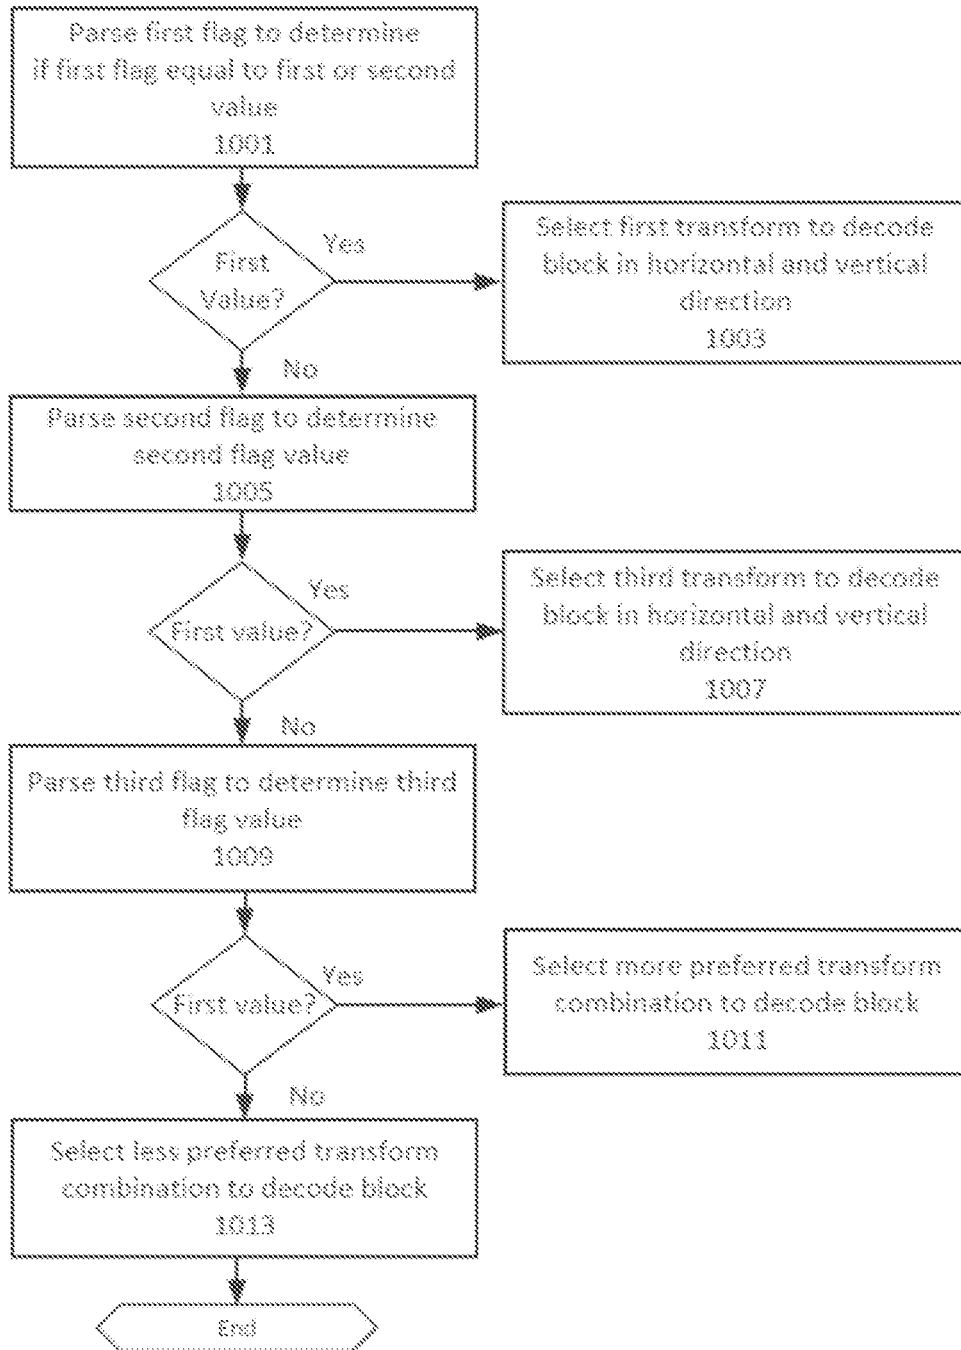 Parse first flag to determine
if first flag equal to first or second
value
1001
First
Value?
Yes
Select first transform to decode
block in horizontal and vertical
direction
1003
No
Parse second flag to determine
second flag value
1005
First value?
Yes
Select third transform to decode
block in horizontal and vertical
direction
1007
No
Parse third flag to determine third
flag value
1009
First value?
Yes
Select more preferred transform
combination to decode block
1011
No
Select less preferred transform
combination to decode block
1013
End